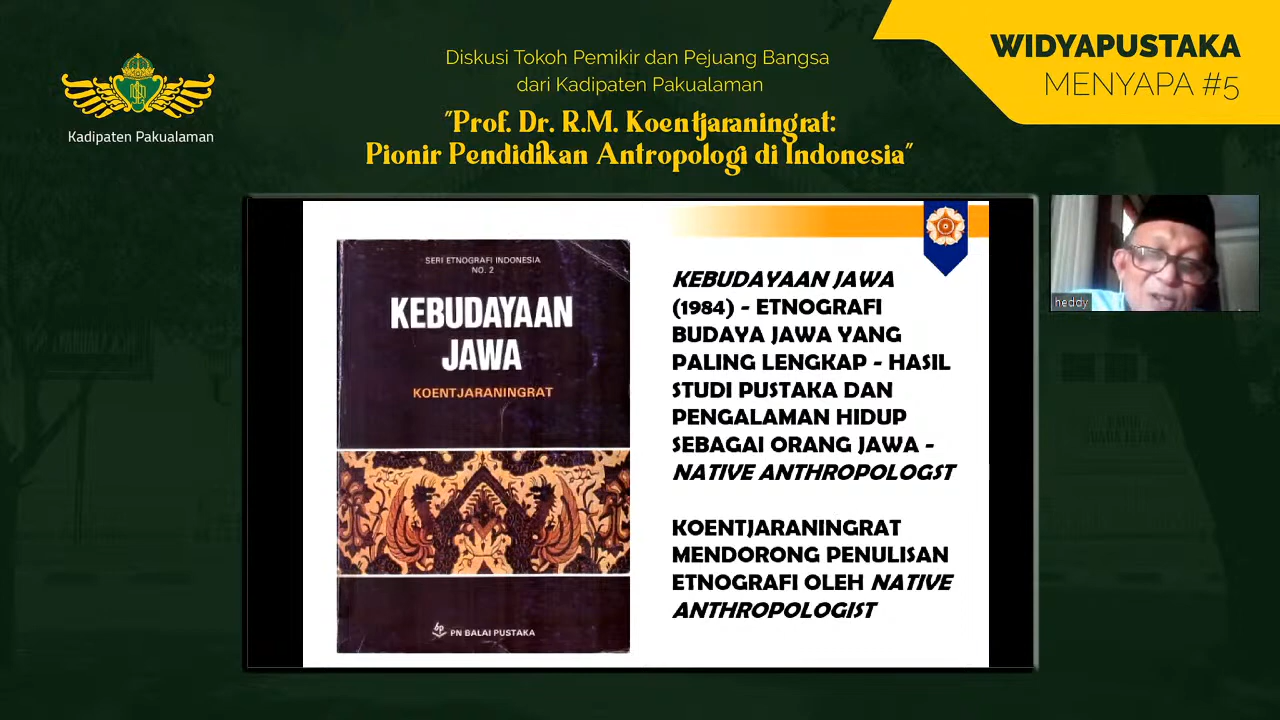 Kadipaten Pakualaman
Diskusi Tokoh Pemikir dan Pejuang Bangsa
dari Kadipaten Pakualaman
"Prof. Dr. R.M. Koentjaraningrat:
Pionir Pendidikan Antropologi di Indonesia"
WIDYAPUSTAKA
MENYAPA #5
SERI ETNOGRAFI INDONESIA
NO. 2
KEBUDAYAAN
JAWA
KOENTJARANINGRAT
bp PN BALAI PUSTAKA
KEBUDAYAAN JAWA
(1984) - ETNOGRAFI
BUDAYA JAWA YANG
PALING LENGKAP - HASIL
STUDI PUSTAKA DAN
PENGALAMAN HIDUP
SEBAGAI ORANG JAWA -
NATIVE ANTHROPOLOGST
KOENTJARANINGRAT
MENDORONG PENULISAN
ETNOGRAFI OLEH NATIVE
ANTHROPOLOGIST
heddy